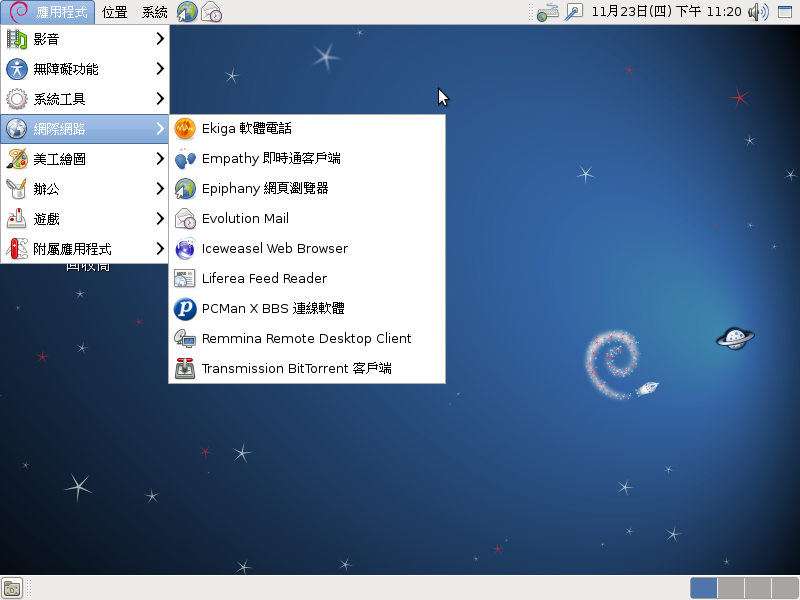 應用程式 位置 系統 11月23日(四) 下午 11:20
影音
無障礙功能
系統工具
網際網路
美工繪圖
辦公
遊戲
附屬應用程式
Ekiga 軟體電話
Empathy 即時通客戶端
Epiphany 網頁瀏覽器
Evolution Mail
Iceweasel Web Browser
Liferea Feed Reader
PCMan X BBS 連線軟體
Remmina Remote Desktop Client
Transmission BitTorrent 客戶端
回收筒